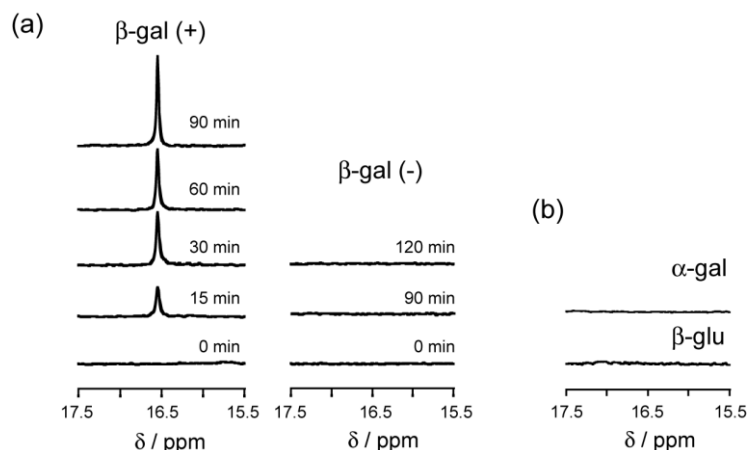 (a)
β-gal (+)
90 min
60 min
30 min
15 min
0 min
17.5 16.5 15.5
δ / ppm
β-gal (-)
120 min
90 min
0 min
17.5 16.5 15.5
δ / ppm
(b)
α-gal
β-glu
17.5 16.5 15.5
δ / ppm